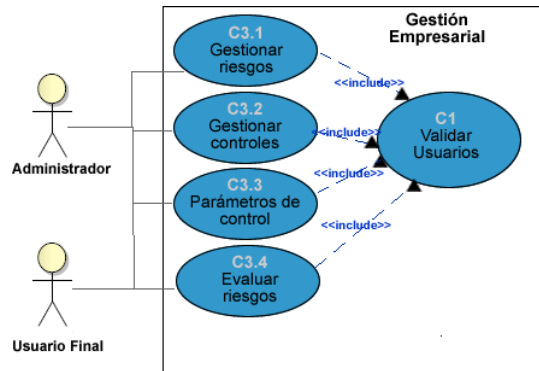 Gestión
Empresarial
C3.1
Gestionar
riesgos
<<include>>
C3.2
Gestionar
controles
<<include>>
C1
Validar
Usuarios
Administrador
C3.3
Parámetros de
control
<<include>>
<<include>>
C3.4
Evaluar
riesgos
Usuario Final